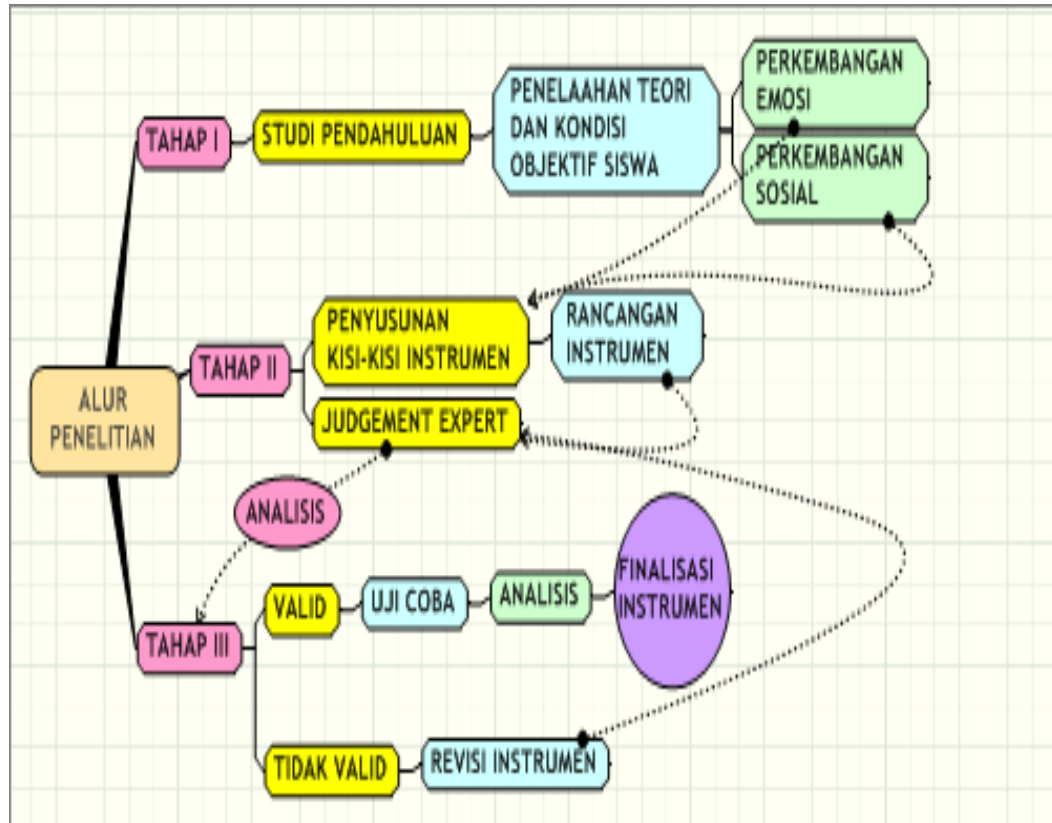 TAHAP I
STUDI PENDAHULUAN
PENELAAHAN TEORI
DAN KONDISI
OBJEKTIF SISWA
PERKEMBANGAN
EMOSI
PERKEMBANGAN
SOSIAL
ALUR
PENELITIAN
TAHAP II
PENYUSUNAN
KISI-KISI INSTRUMEN
RANCANGAN
INSTRUMEN
JUDGEMENT EXPERT
ANALISIS
TAHAP III
VALID
UJI COBA
ANALISIS
FINALISASI
INSTRUMEN
TIDAK VALID
REVISI INSTRUMEN